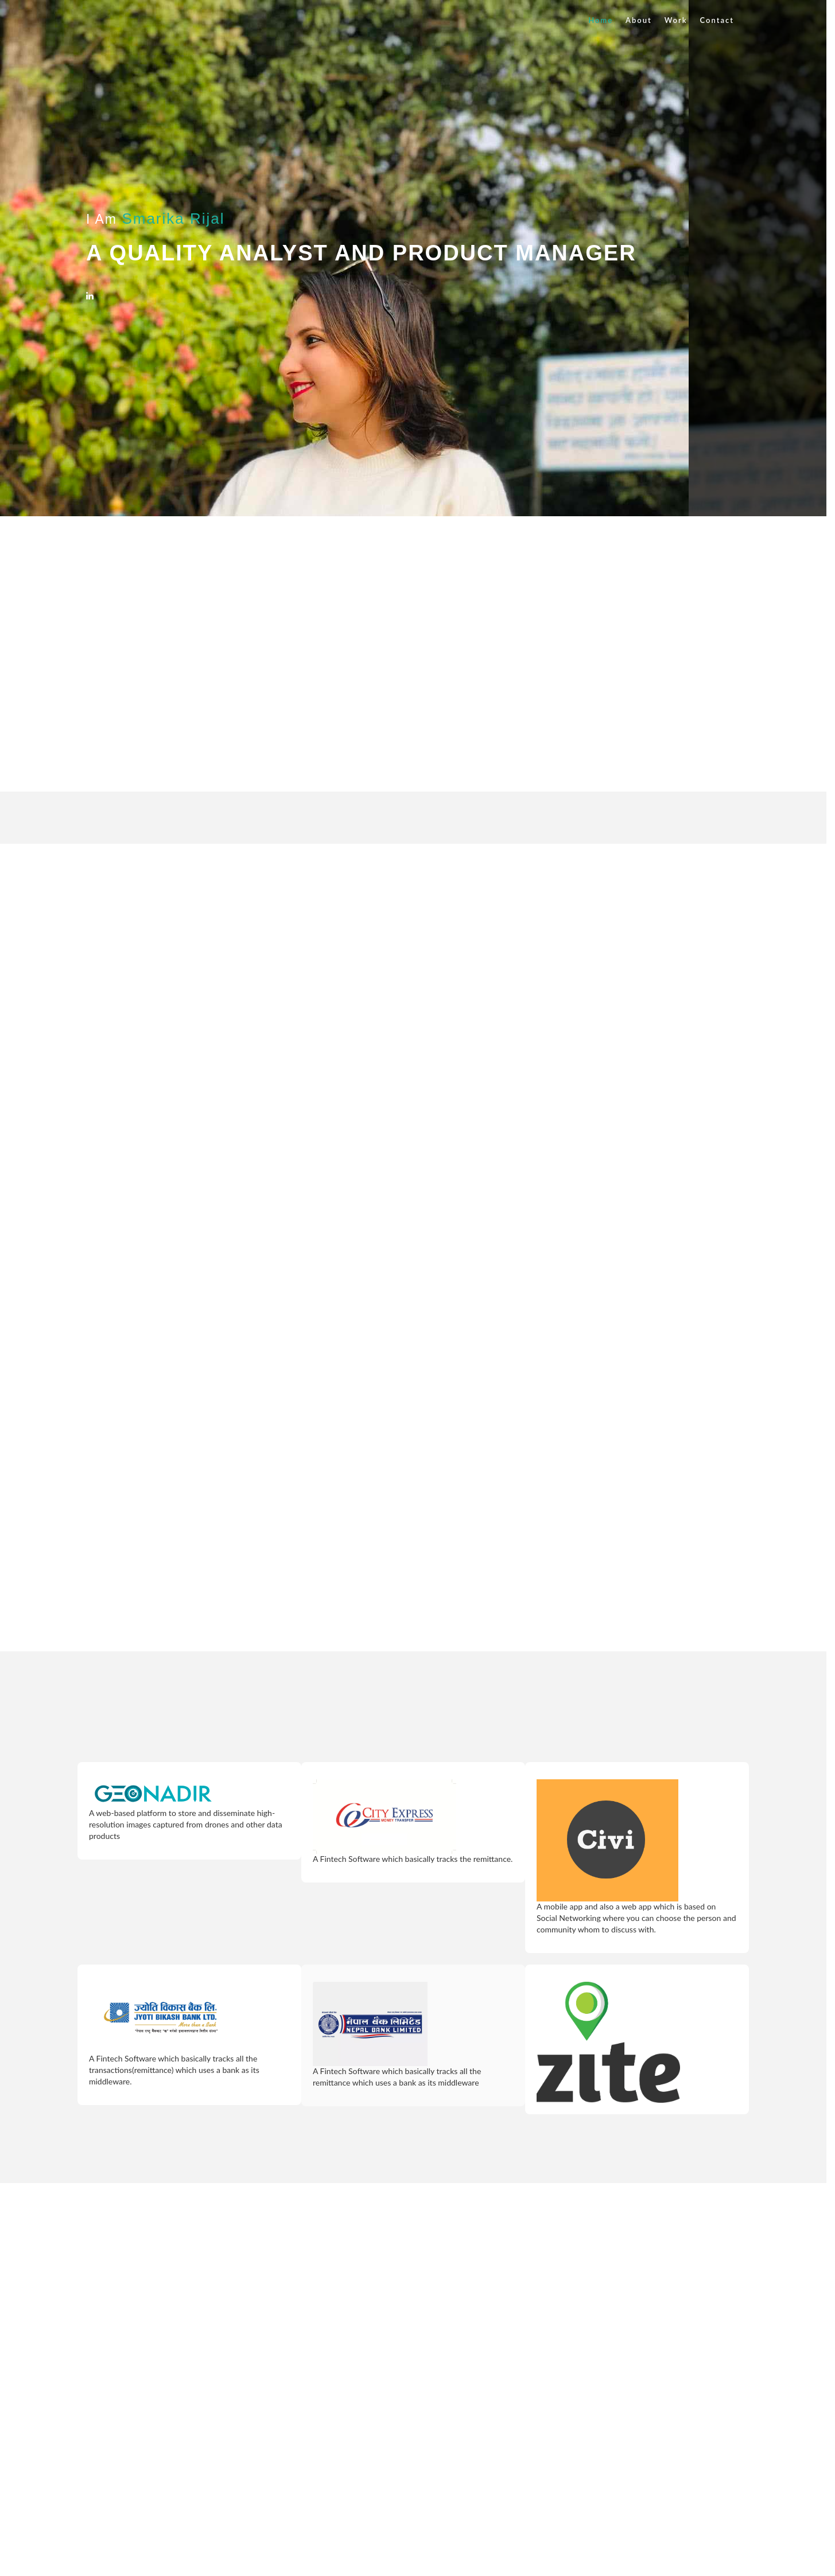 Home About Work Contact
I Am Smarika Rijal
A QUALITY ANALYST AND PRODUCT MANAGER
in
GEONADIR
A web-based platform to store and disseminate high-
resolution images captured from drones and other data
products
CITY EXPRESS
MONEY TRANSFER
A Fintech Software which basically tracks the remittance.
Civi
A mobile app and also a web app which is based on
Social Networking where you can choose the person and
community whom to discuss with.
ज्योति विकास बैंक लि.
JYOTI BIKASH BANK LTD.
...More than a Bank
A Fintech Software which basically tracks all the
transactions(remittance) which uses a bank as its
middleware.
नेपाल बैंक लिमिटेड
NEPAL BANK LIMITED
A Fintech Software which basically tracks all the
remittance which uses a bank as its middleware
zite